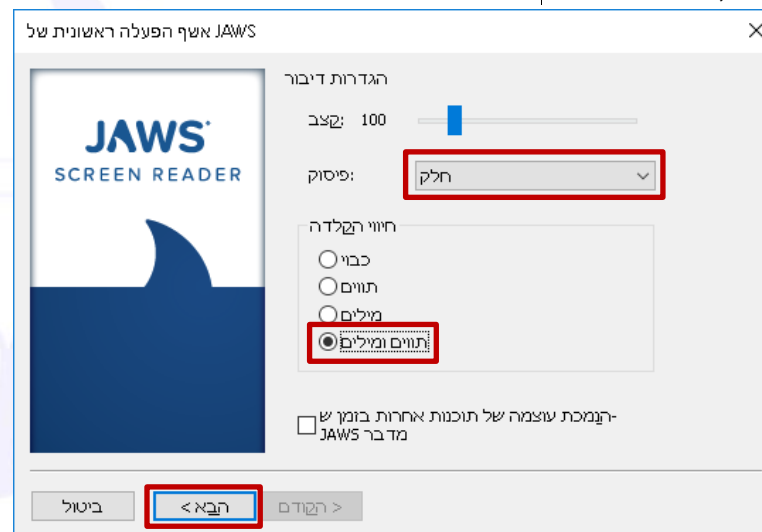 אשף הפעלה ראשונית של JAWS
JAWS
SCREEN READER
הגדרות דיבור
קצב: 100
פיסוק:
חלק
חיווי הקלדה
כבוי
תווים
מילים
תווים ומילים
הנמכת עוצמה של תוכנות אחרות בזמן ש-
JAWS מדבר
< הקודם
הבא >
ביטול